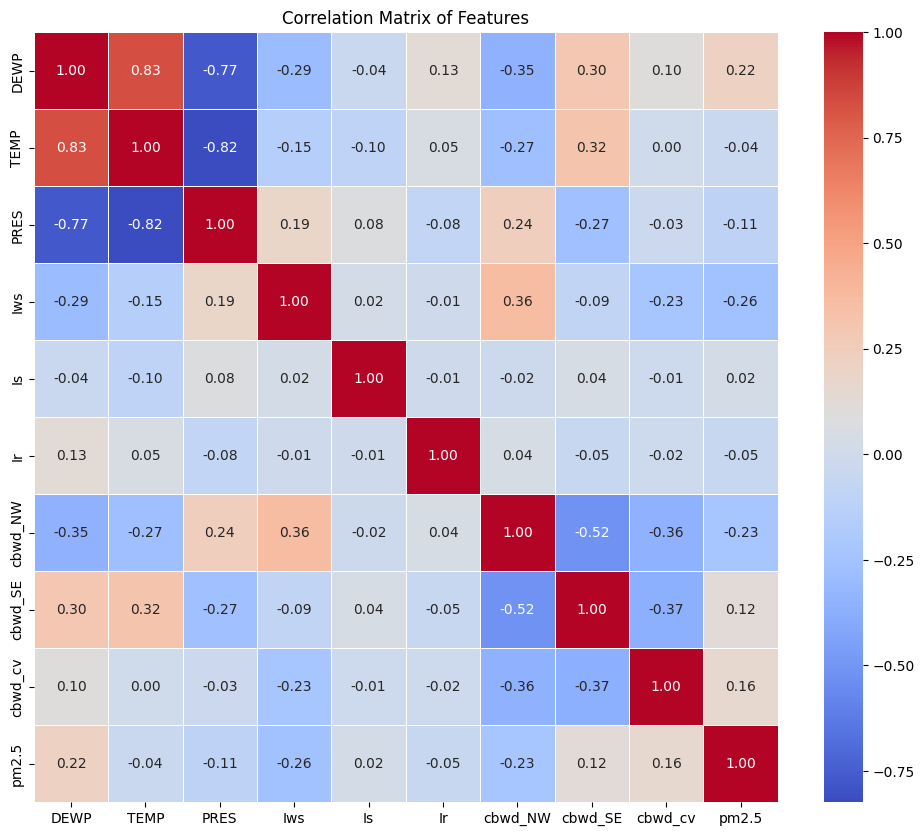 Correlation Matrix of Features
DEWP 1.00 0.83 -0.77 -0.29 -0.04 0.13 -0.35 0.30 0.10 0.22
TEMP 0.83 1.00 -0.82 -0.15 -0.10 0.05 -0.27 0.32 0.00 -0.04
PRES -0.77 -0.82 1.00 0.19 0.08 -0.08 0.24 -0.27 -0.03 -0.11
Iws -0.29 -0.15 0.19 1.00 0.02 -0.01 0.36 -0.09 -0.23 -0.26
Is -0.04 -0.10 0.08 0.02 1.00 -0.01 -0.02 0.04 -0.01 0.02
Ir 0.13 0.05 -0.08 -0.01 -0.01 1.00 0.04 -0.05 -0.02 -0.05
cbwd_NW -0.35 -0.27 0.24 0.36 -0.02 0.04 1.00 -0.52 -0.36 -0.23
cbwd_SE 0.30 0.32 -0.27 -0.09 0.04 -0.05 -0.52 1.00 -0.37 0.12
cbwd_cv 0.10 0.00 -0.03 -0.23 -0.01 -0.02 -0.36 -0.37 1.00 0.16
pm2.5 0.22 -0.04 -0.11 -0.26 0.02 -0.05 -0.23 0.12 0.16 1.00
DEWP TEMP PRES Iws Is Ir cbwd_NW cbwd_SE cbwd_cv pm2.5
1.00
0.75
0.50
0.25
0.00
−0.25
−0.50
−0.75